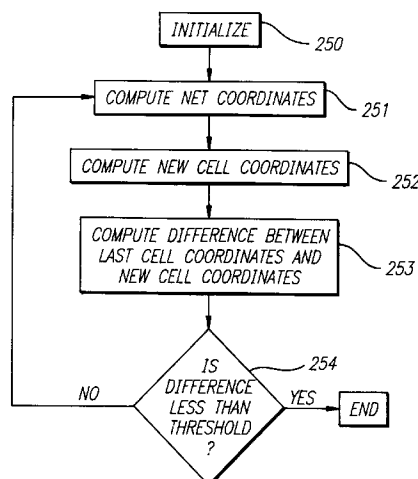 INITIALIZE
250
COMPUTE NET COORDINATES
251
COMPUTE NEW CELL COORDINATES
252
COMPUTE DIFFERENCE BETWEEN
LAST CELL COORDINATES AND
NEW CELL COORDINATES
253
254
IS
DIFFERENCE
LESS THAN
THRESHOLD
?
NO
YES
END